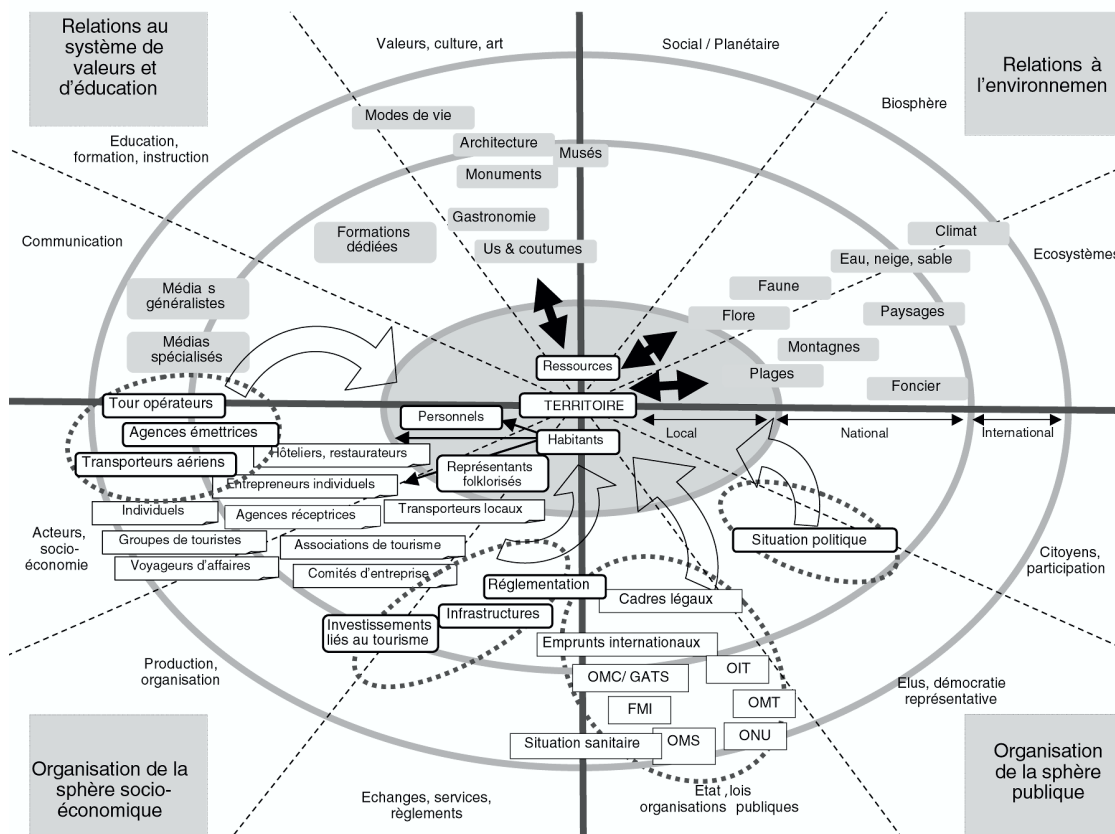 Relations au
système de
valeurs et
d'éducation
Valeurs, culture, art
Social / Planétaire
Relations à
l'environnemen
Biosphère
Education,
formation, instruction
Modes de vie
Architecture
Musés
Monuments
Gastronomie
Formations
dédiées
Us & coutumes
Communication
Climat
Ecosystèmes
Eau, neige, sable
Faune
Flore
Paysages
Média s
généralistes
Médias
spécialisés
Montagnes
Plages
Foncier
Ressources
Tour opérateurs
TERRITOIRE
Personnels
Agences émettrices
Habitants
Local
National
International
Hôteliers, restaurateurs
Transporteurs aériens
Représentants
folklorisés
Entrepreneurs individuels
Individuels
Agences réceptrices
Transporteurs locaux
Acteurs,
socio-
économie
Groupes de touristes
Associations de tourisme
Situation politique
Voyageurs d'affaires
Comités d'entreprise
Citoyens,
participation
Réglementation
Cadres légaux
Infrastructures
Investissements
liés au tourisme
Emprunts internationaux
Production,
organisation
OMC/ GATS
OIT
FMI
OMT
Elus, démocratie
représentative
Situation sanitaire
OMS
ONU
Organisation de la
sphère socio-
économique
Echanges, services,
règlements
Etat , lois
organisations publiques
Organisation
de la sphère
publique